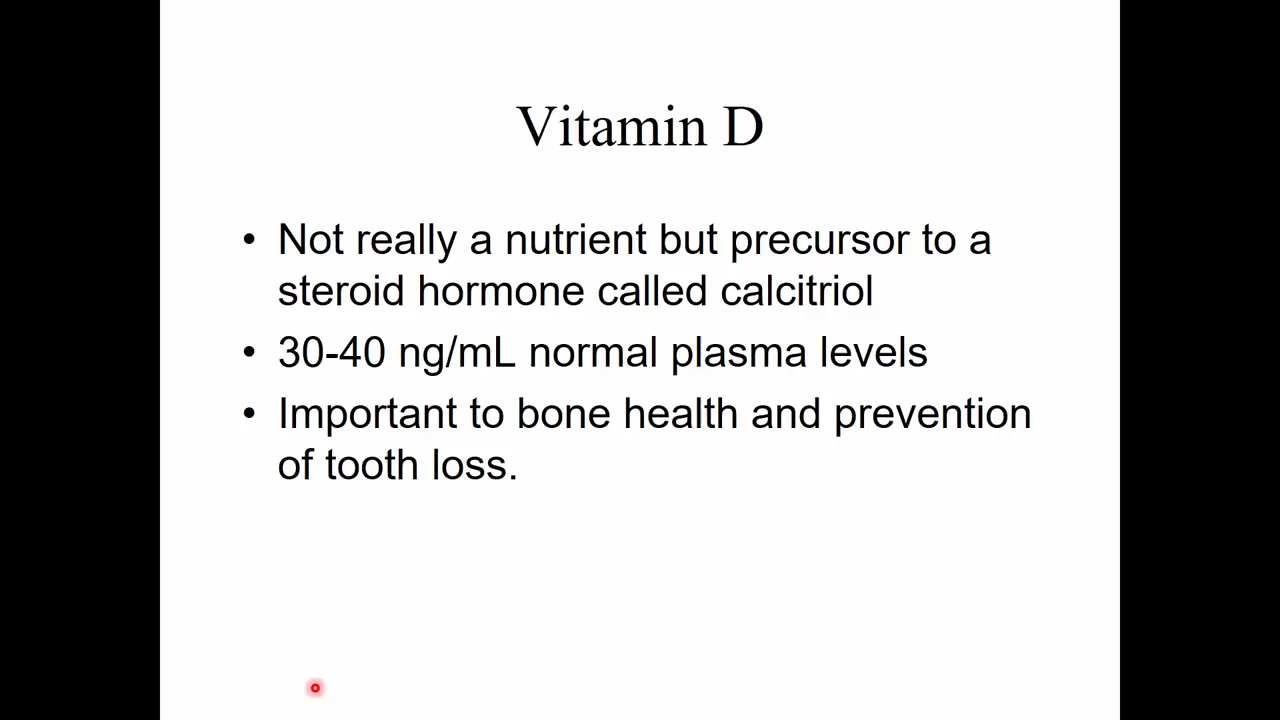 Vitamin D
• Not really a nutrient but precursor to a
steroid hormone called calcitriol
• 30-40 ng/mL normal plasma levels
• Important to bone health and prevention
of tooth loss.